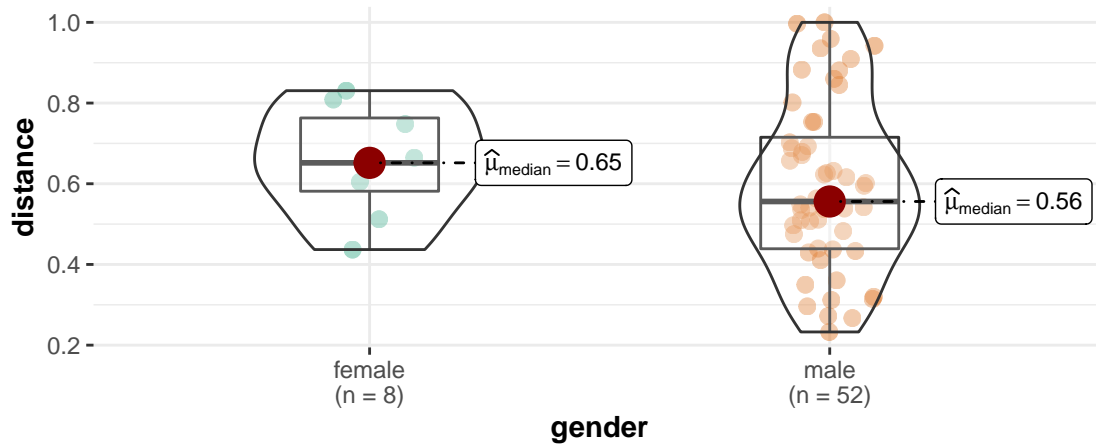 1.0
0.8
0.6
0.4
0.2
distance
μ̂median = 0.65
μ̂median = 0.56
female
(n = 8)
male
(n = 52)
gender